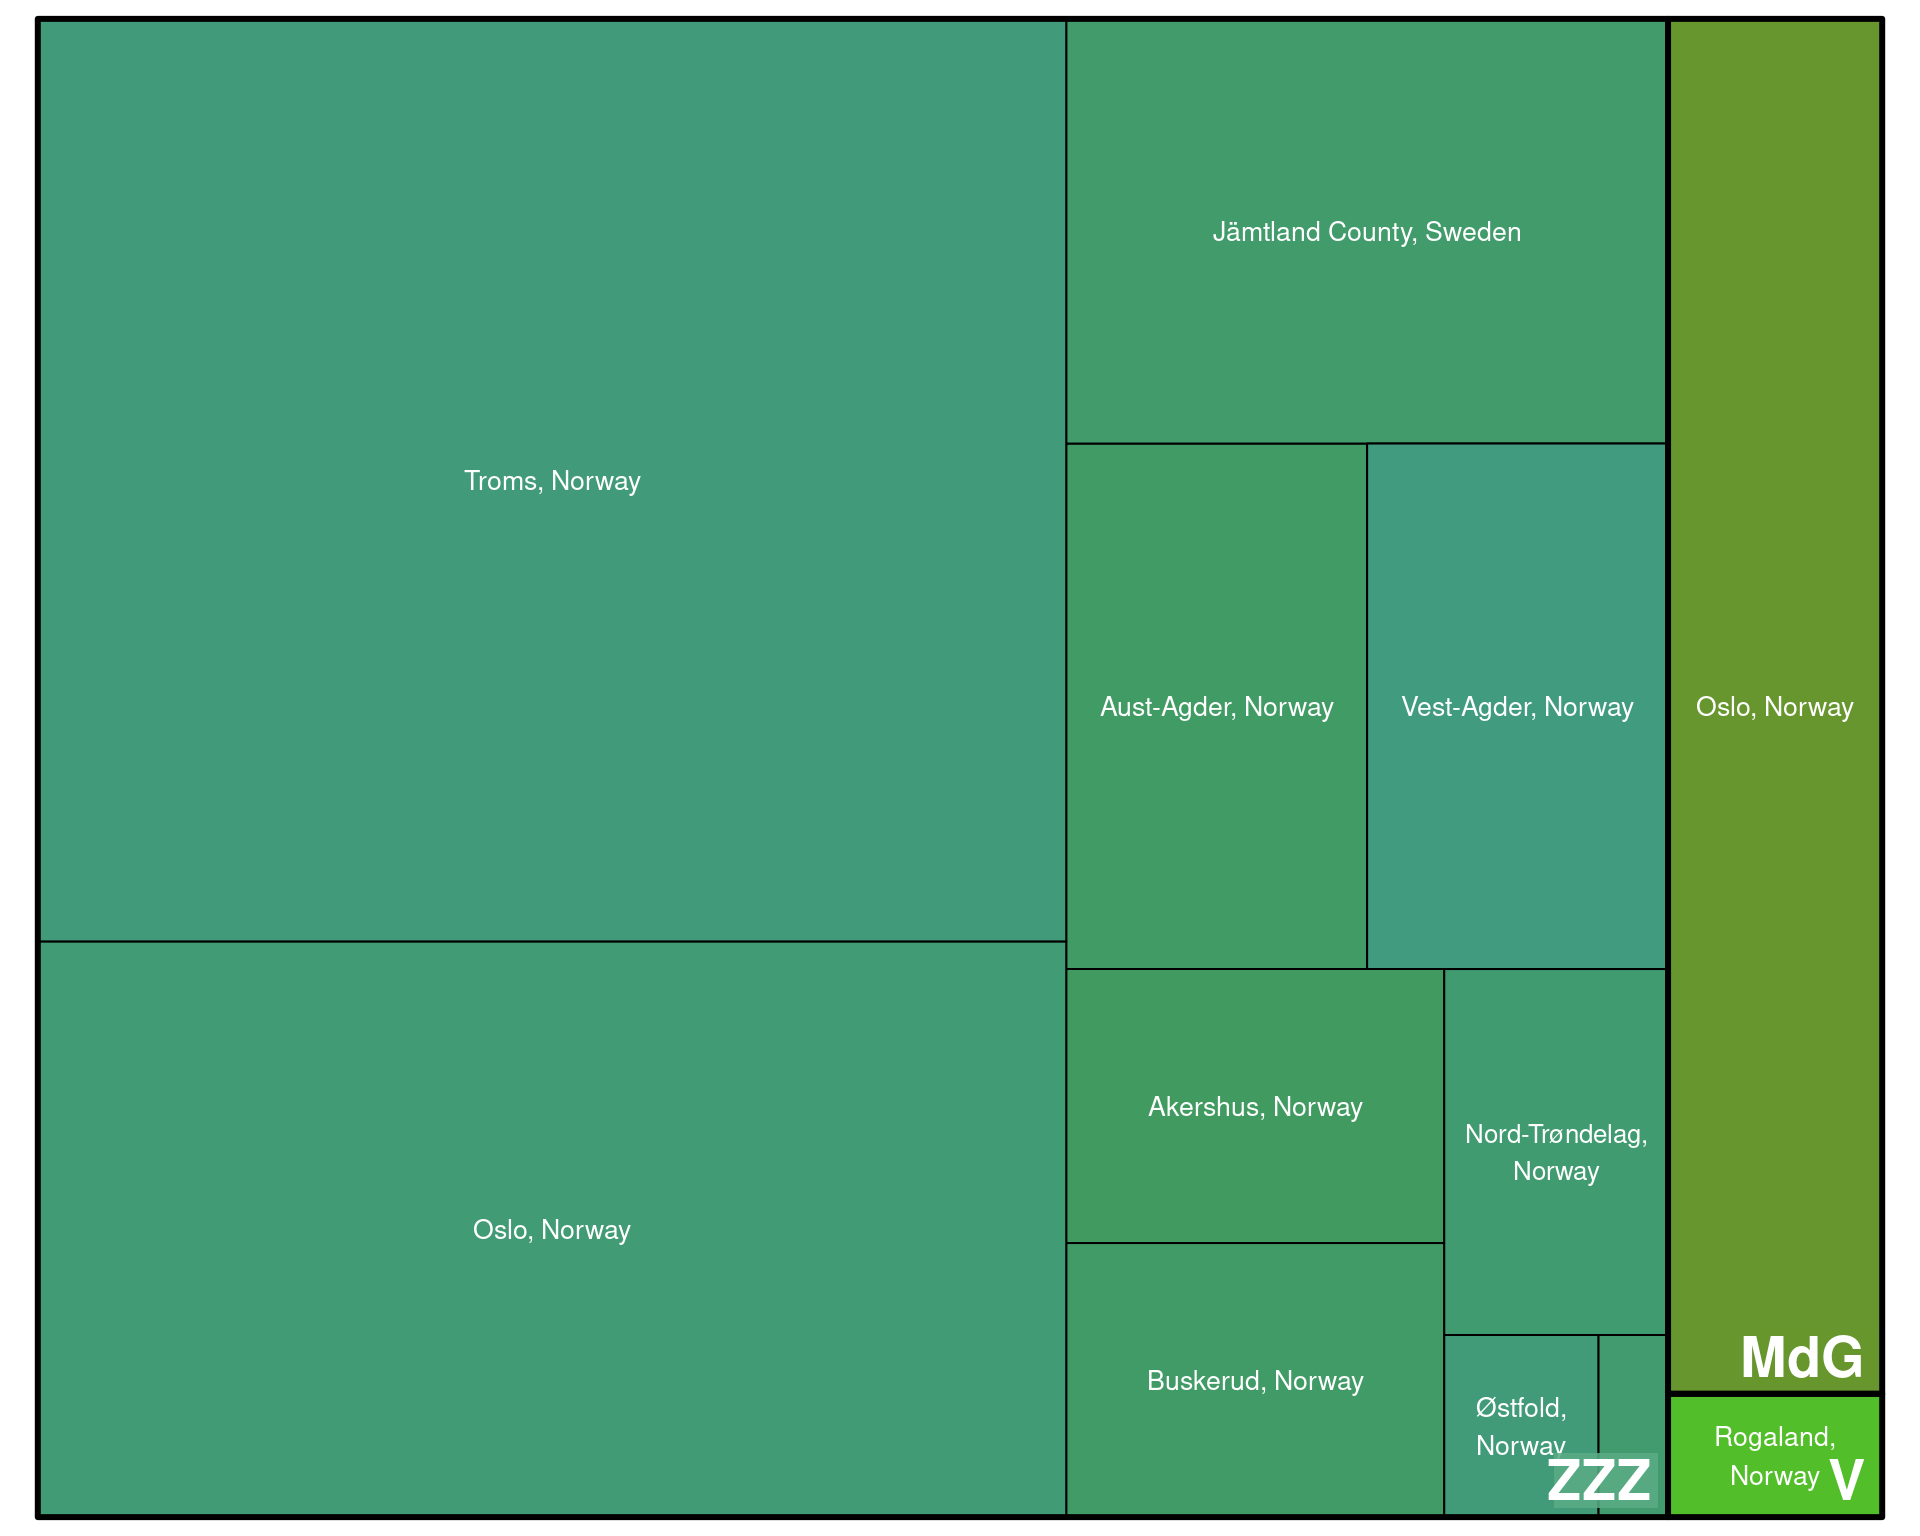 Troms, Norway
Oslo, Norway
Jämtland County, Sweden
Aust-Agder, Norway
Vest-Agder, Norway
Akershus, Norway
Buskerud, Norway
Nord-Trøndelag,
Norway
Østfold,
Norway
ZZZ
Oslo, Norway
MdG
Rogaland,
Norway
V